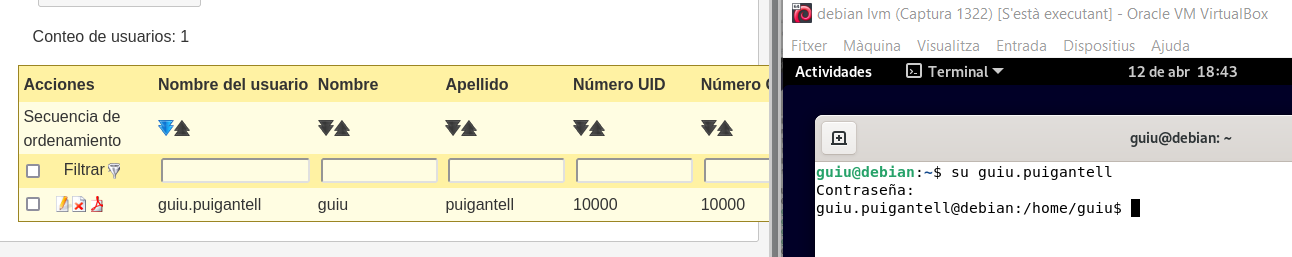 Conteo de usuarios: 1
Acciones Nombre del usuario Nombre Apellido Número UID Número
Secuencia de
ordenamiento
Filtrar
guiu.puigantell guiu puigantell 10000 10000
debian lvm (Captura 1322) [S'està executant] - Oracle VM VirtualBox
Fitxer Màquina Visualitza Entrada Dispositius Ajuda
Actividades Terminal 12 de abr 18:43
guiu@debian: ~
guiu@debian:~$ su guiu.puigantell
Contraseña:
guiu.puigantell@debian:/home/guiu$